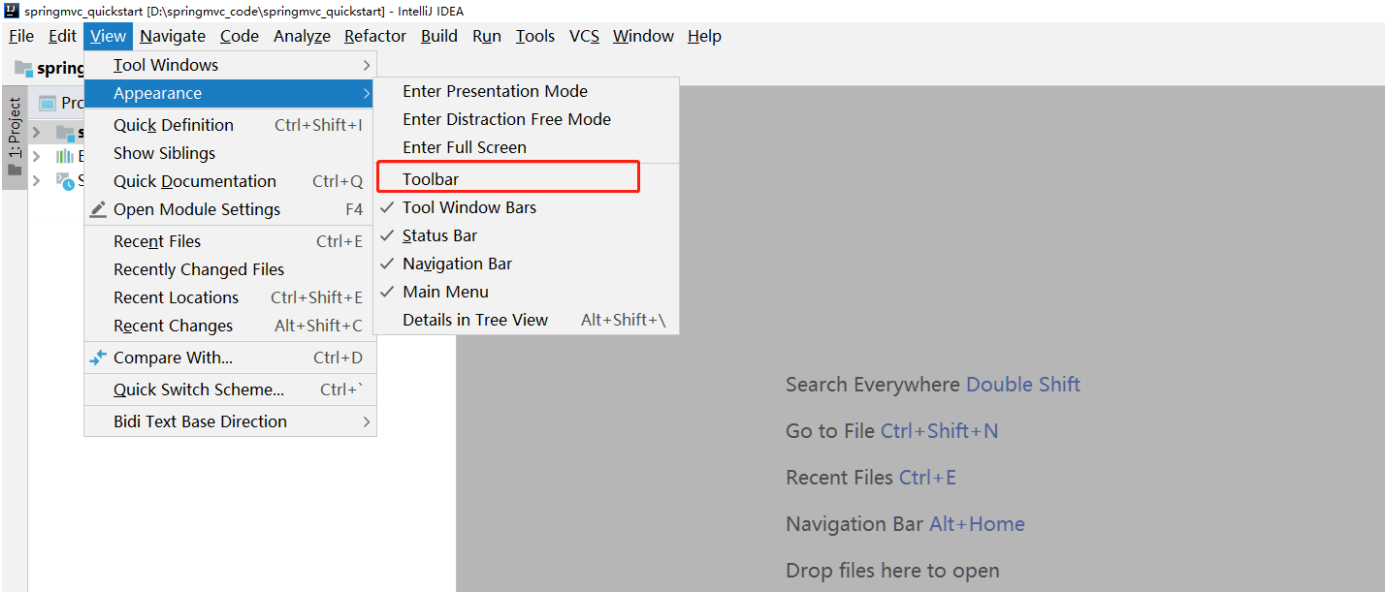 springmvc_quickstart [D:\springmvc_code\springmvc_quickstart] - IntelliJ IDEA
File Edit View Navigate Code Analyze Refactor Build Run Tools VCS Window Help
spring
1: Project
Pro
s
E
S
Tool Windows
Appearance
Quick Definition Ctrl+Shift+I
Show Siblings
Quick Documentation Ctrl+Q
Open Module Settings F4
Recent Files Ctrl+E
Recently Changed Files
Recent Locations Ctrl+Shift+E
Recent Changes Alt+Shift+C
Compare With... Ctrl+D
Quick Switch Scheme... Ctrl+`
Bidi Text Base Direction
Enter Presentation Mode
Enter Distraction Free Mode
Enter Full Screen
Toolbar
Tool Window Bars
Status Bar
Navigation Bar
Main Menu
Details in Tree View Alt+Shift+\
Search Everywhere Double Shift
Go to File Ctrl+Shift+N
Recent Files Ctrl+E
Navigation Bar Alt+Home
Drop files here to open